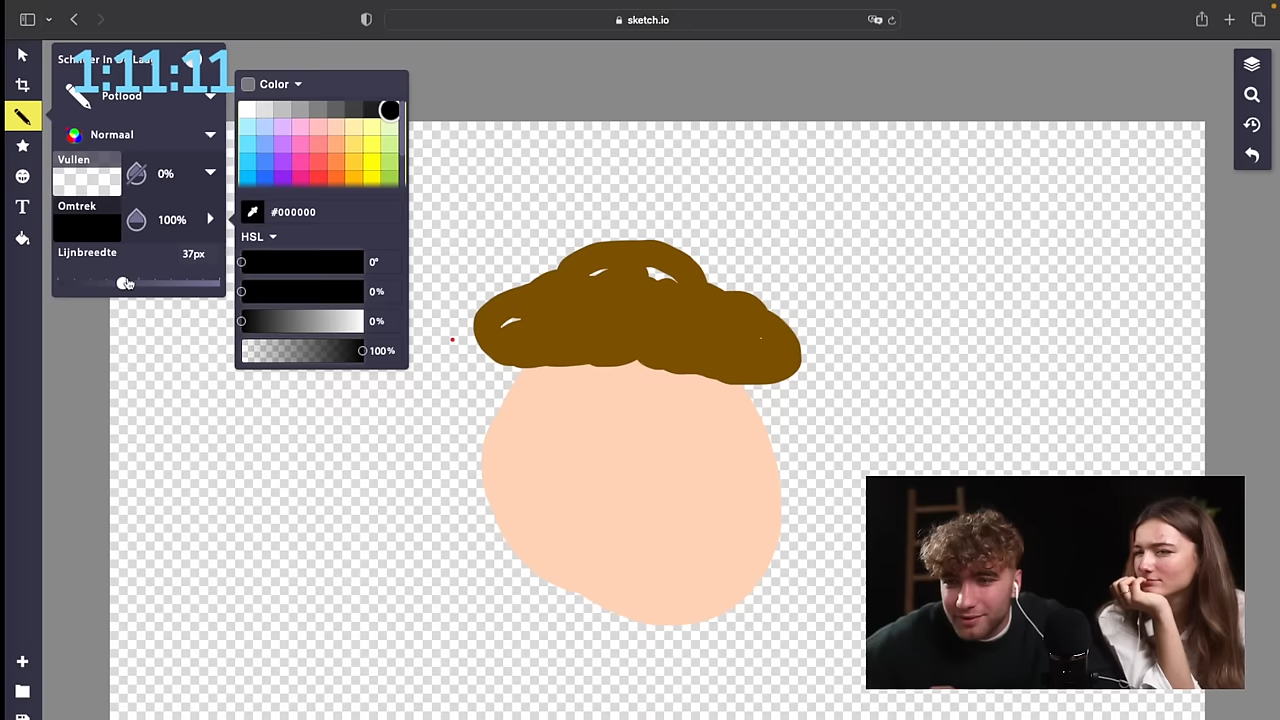 sketch.io
1:11:11
Potlood
Normaal
Vullen
0%
Omtrek
100%
Lijnbreedte
37px
Color
#000000
HSL
0°
0%
0%
100%
T